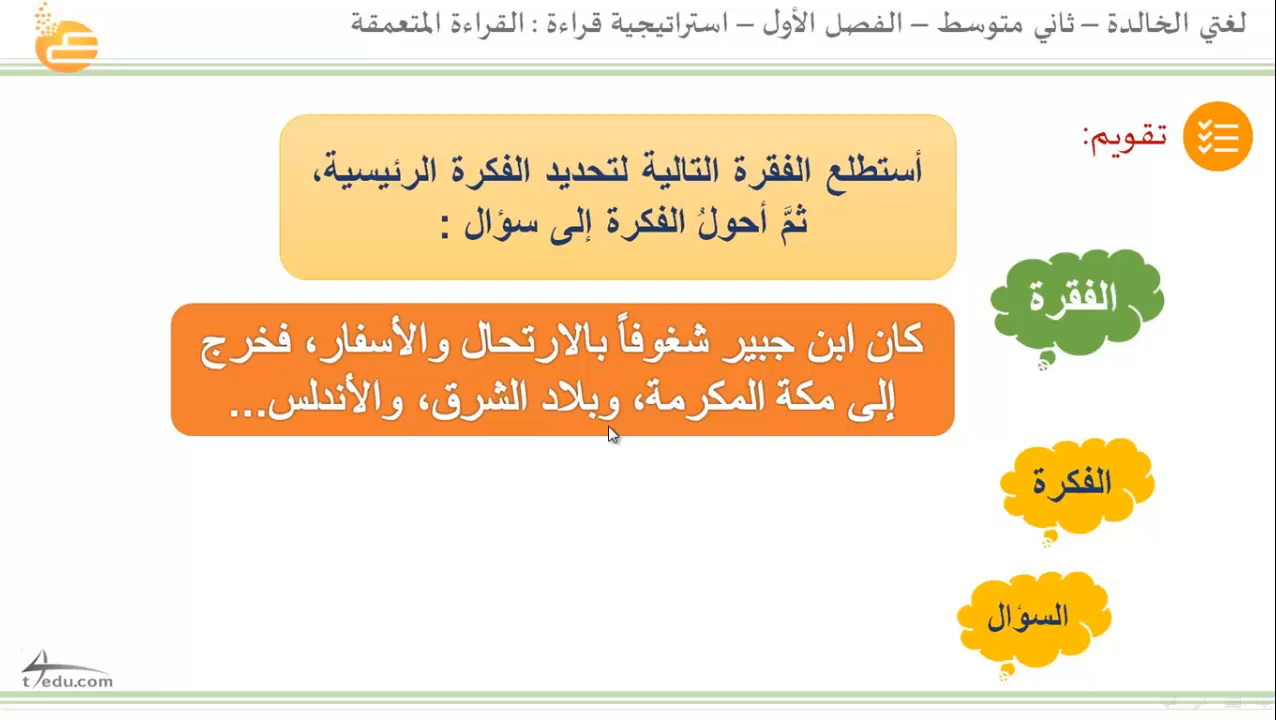 لغتي الخالدة – ثاني متوسط – الفصل الأول – استراتيجية قراءة : القراءة المتعمقة
تقويم:
أستطلع الفقرة التالية لتحديد الفكرة الرئيسية،
ثمَّ أحولُ الفكرة إلى سؤال :
الفقرة
كان ابن جبير شغوفاً بالارتحال والأسفار، فخرج
إلى مكة المكرمة، وبلاد الشرق، والأندلس...
الفكرة
السؤال
t4edu.com